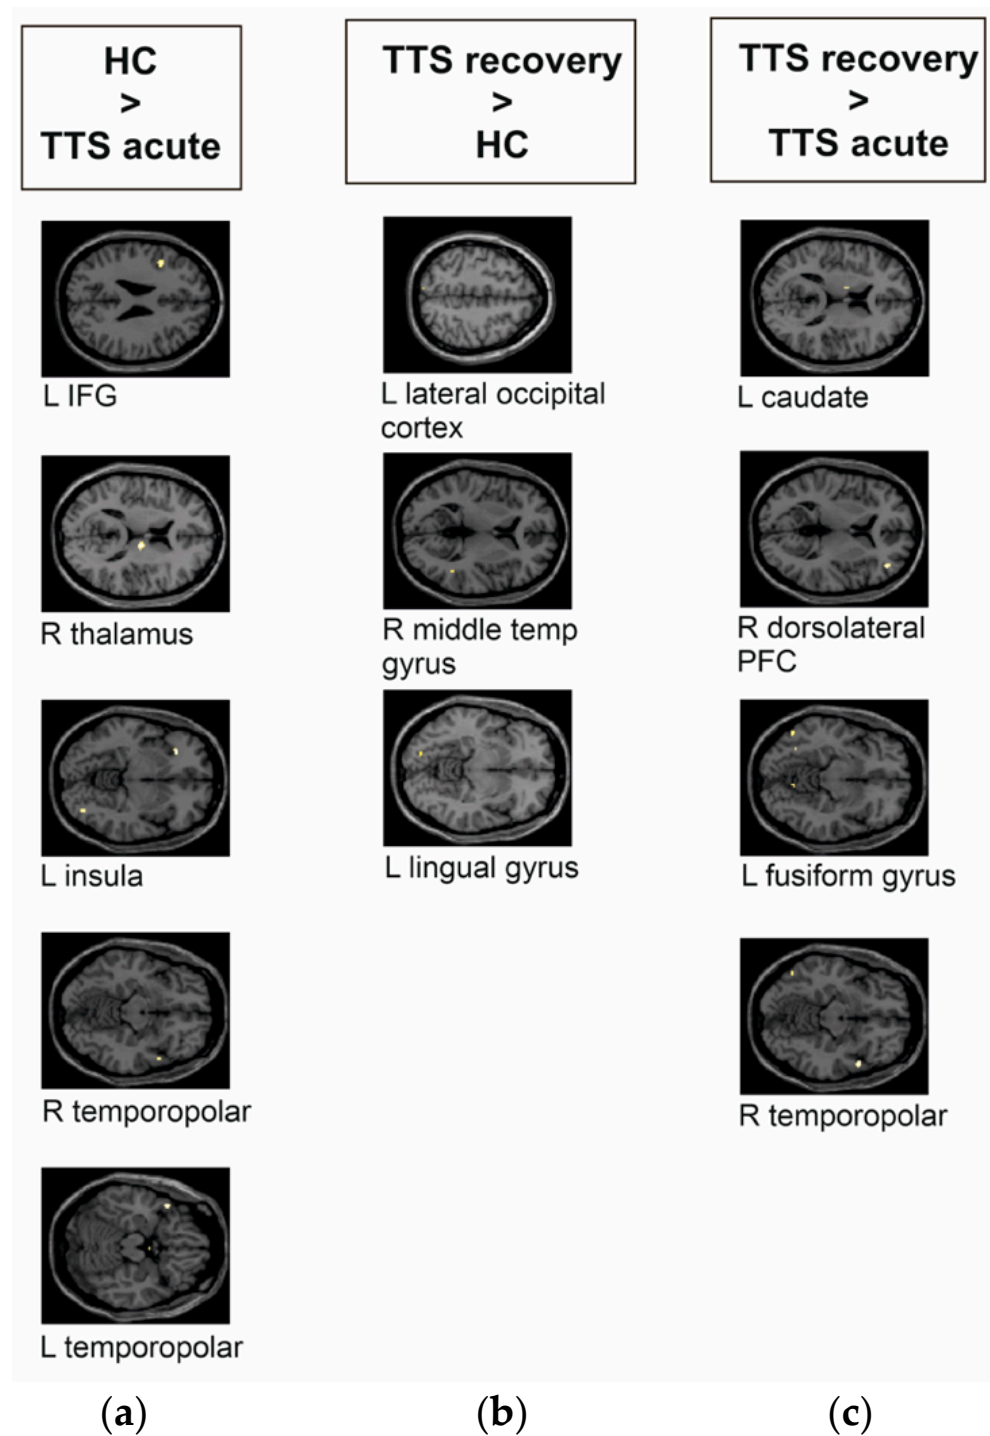 HC
>
TTS acute
TTS recovery
>
HC
TTS recovery
>
TTS acute
L IFG
R thalamus
L insula
R temporopolar
L temporopolar
L lateral occipital
cortex
R middle temp
gyrus
L lingual gyrus
L caudate
R dorsolateral
PFC
L fusiform gyrus
R temporopolar
(a)
(b)
(c)